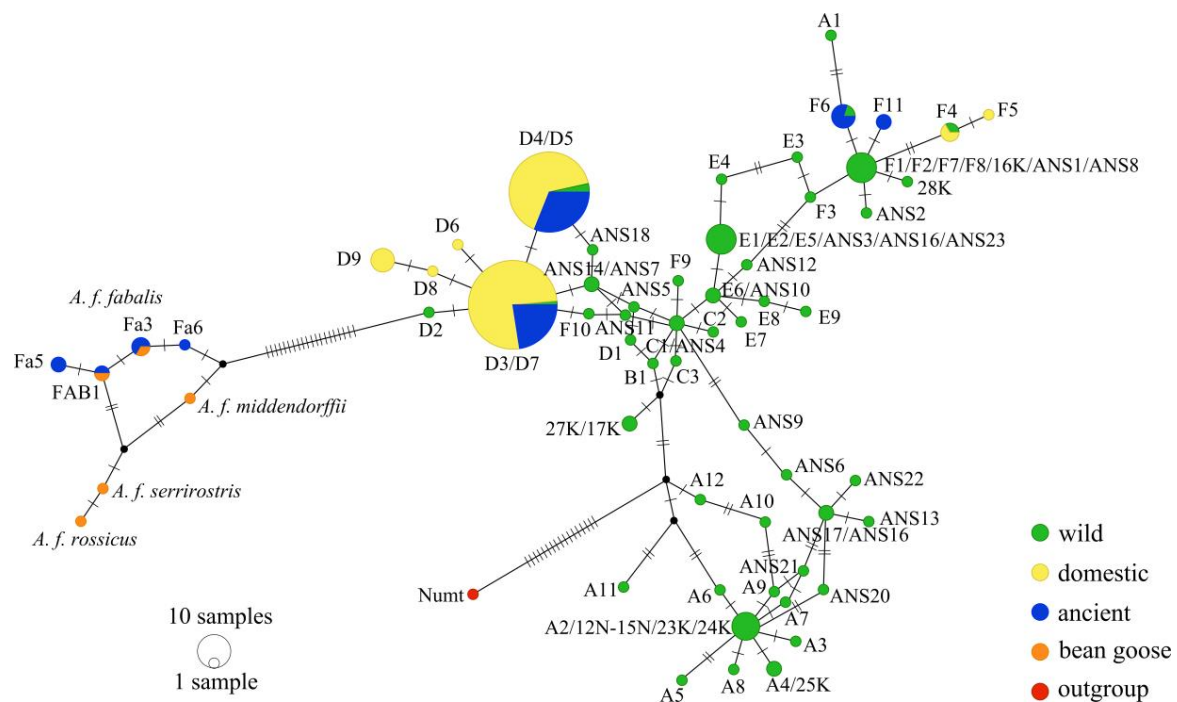 A1
F6
F11
F4
F5
D4/D5
E3
E4
F1/F2/F7/F8/16K/ANS1/ANS8
28K
F3
ANS2
D6
ANS18
E1/E2/E5/ANS3/ANS16/ANS23
D9
ANS14/ANS7
F9
ANS12
D8
ANS5
E6/ANS10
A. f. fabalis
Fa3
Fa6
D2
F10
ANS11
C2
E8
E9
E7
D3/D7
D1
C1/ANS4
Fa5
FAB1
B1
C3
A. f. middendorffii
27K/17K
ANS9
A. f. serrirostris
ANS6
ANS22
A12
A10
ANS13
A. f. rossicus
ANS17/ANS16
wild
ANS21
domestic
Numt
A11
A6
A9
ANS20
A7
ancient
10 samples
A2/12N-15N/23K/24K
A3
bean goose
1 sample
A5
A8
A4/25K
outgroup